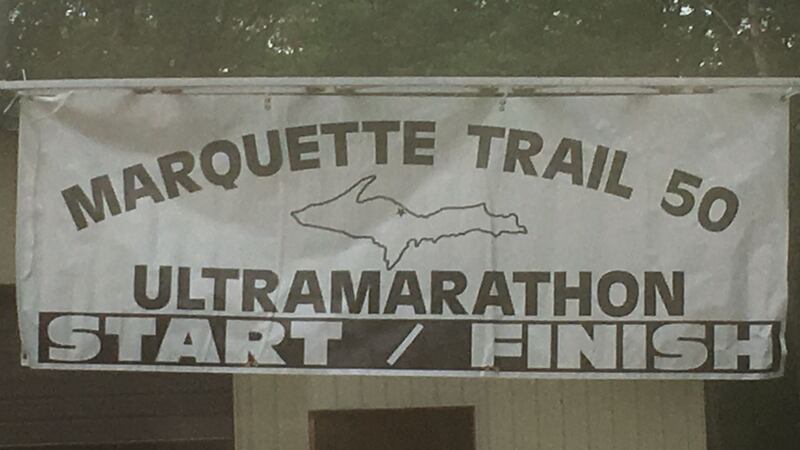 MARQUETTE TRAIL 50
ULTRAMARATHON
START / FINISH